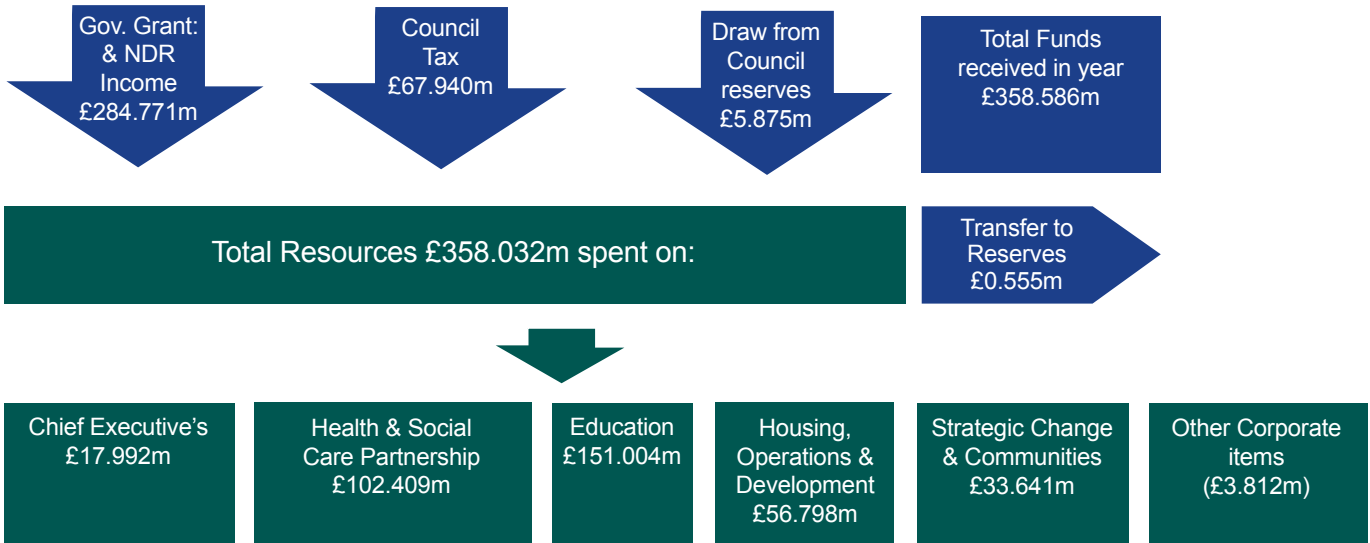 Gov. Grant:
& NDR
Income
£284.771m
Council
Tax
£67.940m
Draw from
Council
reserves
£5.875m
Total Funds
received in year
£358.586m
Total Resources £358.032m spent on:
Transfer to
Reserves
£0.555m
Chief Executive’s
£17.992m
Health & Social
Care Partnership
£102.409m
Education
£151.004m
Housing,
Operations &
Development
£56.798m
Strategic Change
& Communities
£33.641m
Other Corporate
items
(£3.812m)